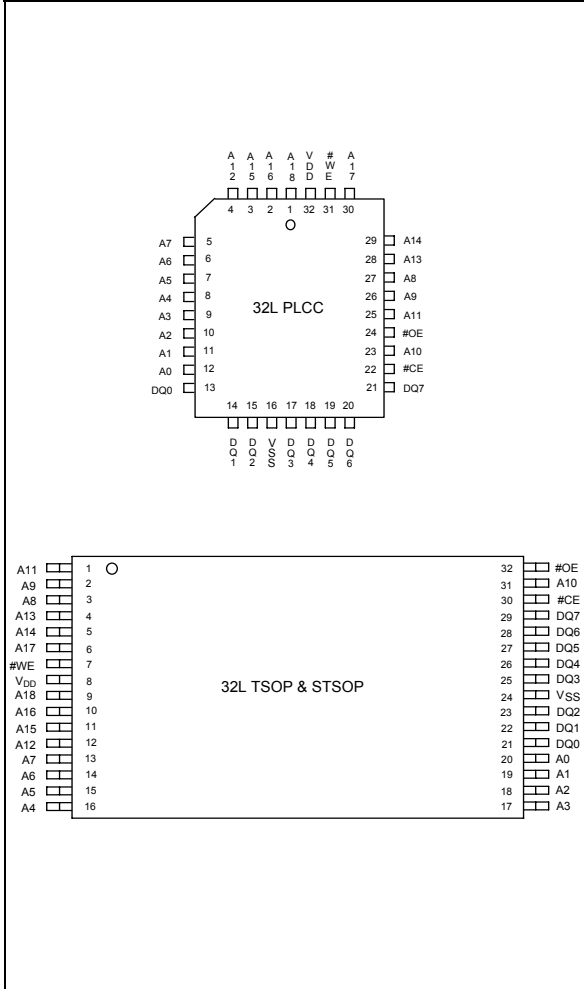 A12 A15 A16 A18 VDD #WE A17
4 3 2 1 32 31 30
A7 5 29 A14
A6 6 28 A13
A5 7 27 A8
A4 8 26 A9
A3 9 32L PLCC 25 A11
A2 10 24 #OE
A1 11 23 A10
A0 12 22 #CE
DQ0 13 21 DQ7
14 15 16 17 18 19 20
DQ1 DQ2 VSS DQ3 DQ4 DQ5 DQ6
A11 1 32 #OE
A9 2 31 A10
A8 3 30 #CE
A13 4 29 DQ7
A14 5 28 DQ6
A17 6 27 DQ5
#WE 7 26 DQ4
VDD 8 32L TSOP & STSOP 25 DQ3
A18 9 24 VSS
A16 10 23 DQ2
A15 11 22 DQ1
A12 12 21 DQ0
A7 13 20 A0
A6 14 19 A1
A5 15 18 A2
A4 16 17 A3